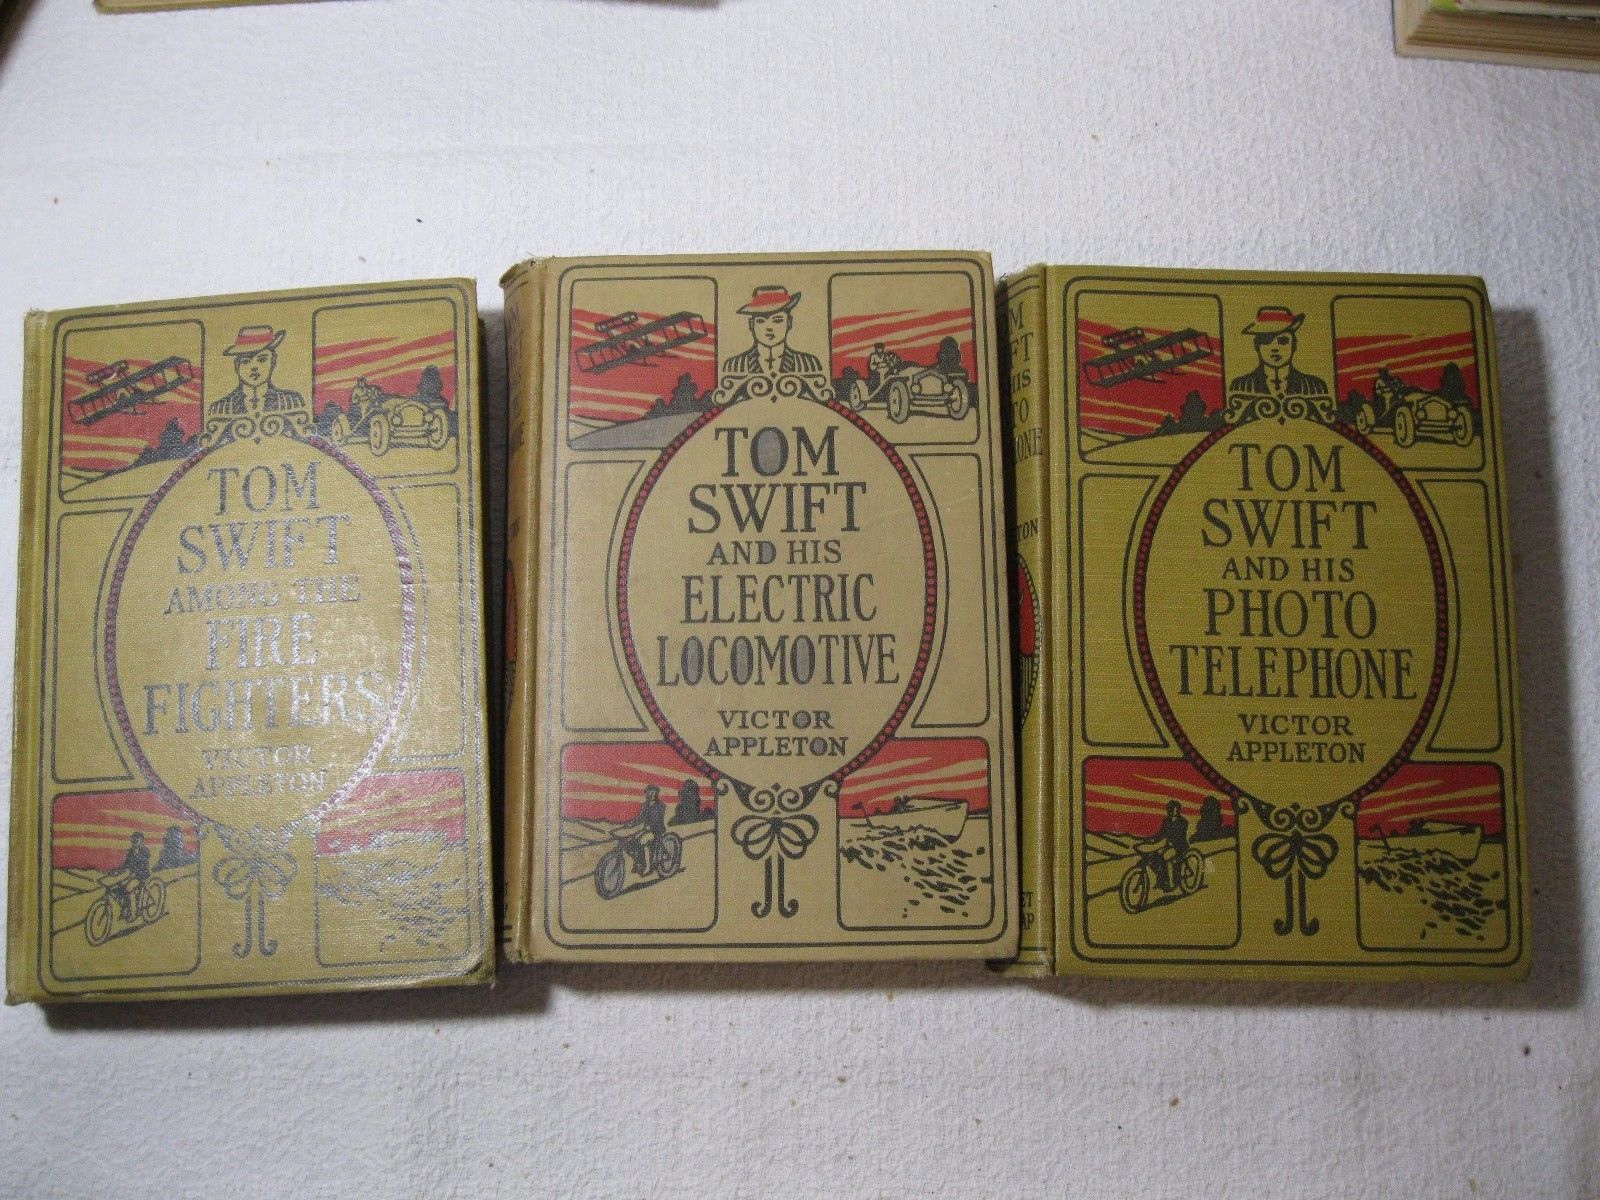 TOM
SWIFT
AMONG THE
FIRE
FIGHTERS
VICTOR
APPLETON
TOM
SWIFT
AND HIS
ELECTRIC
LOCOMOTIVE
VICTOR
APPLETON
TOM
SWIFT
AND HIS
PHOTO
TELEPHONE
VICTOR
APPLETON